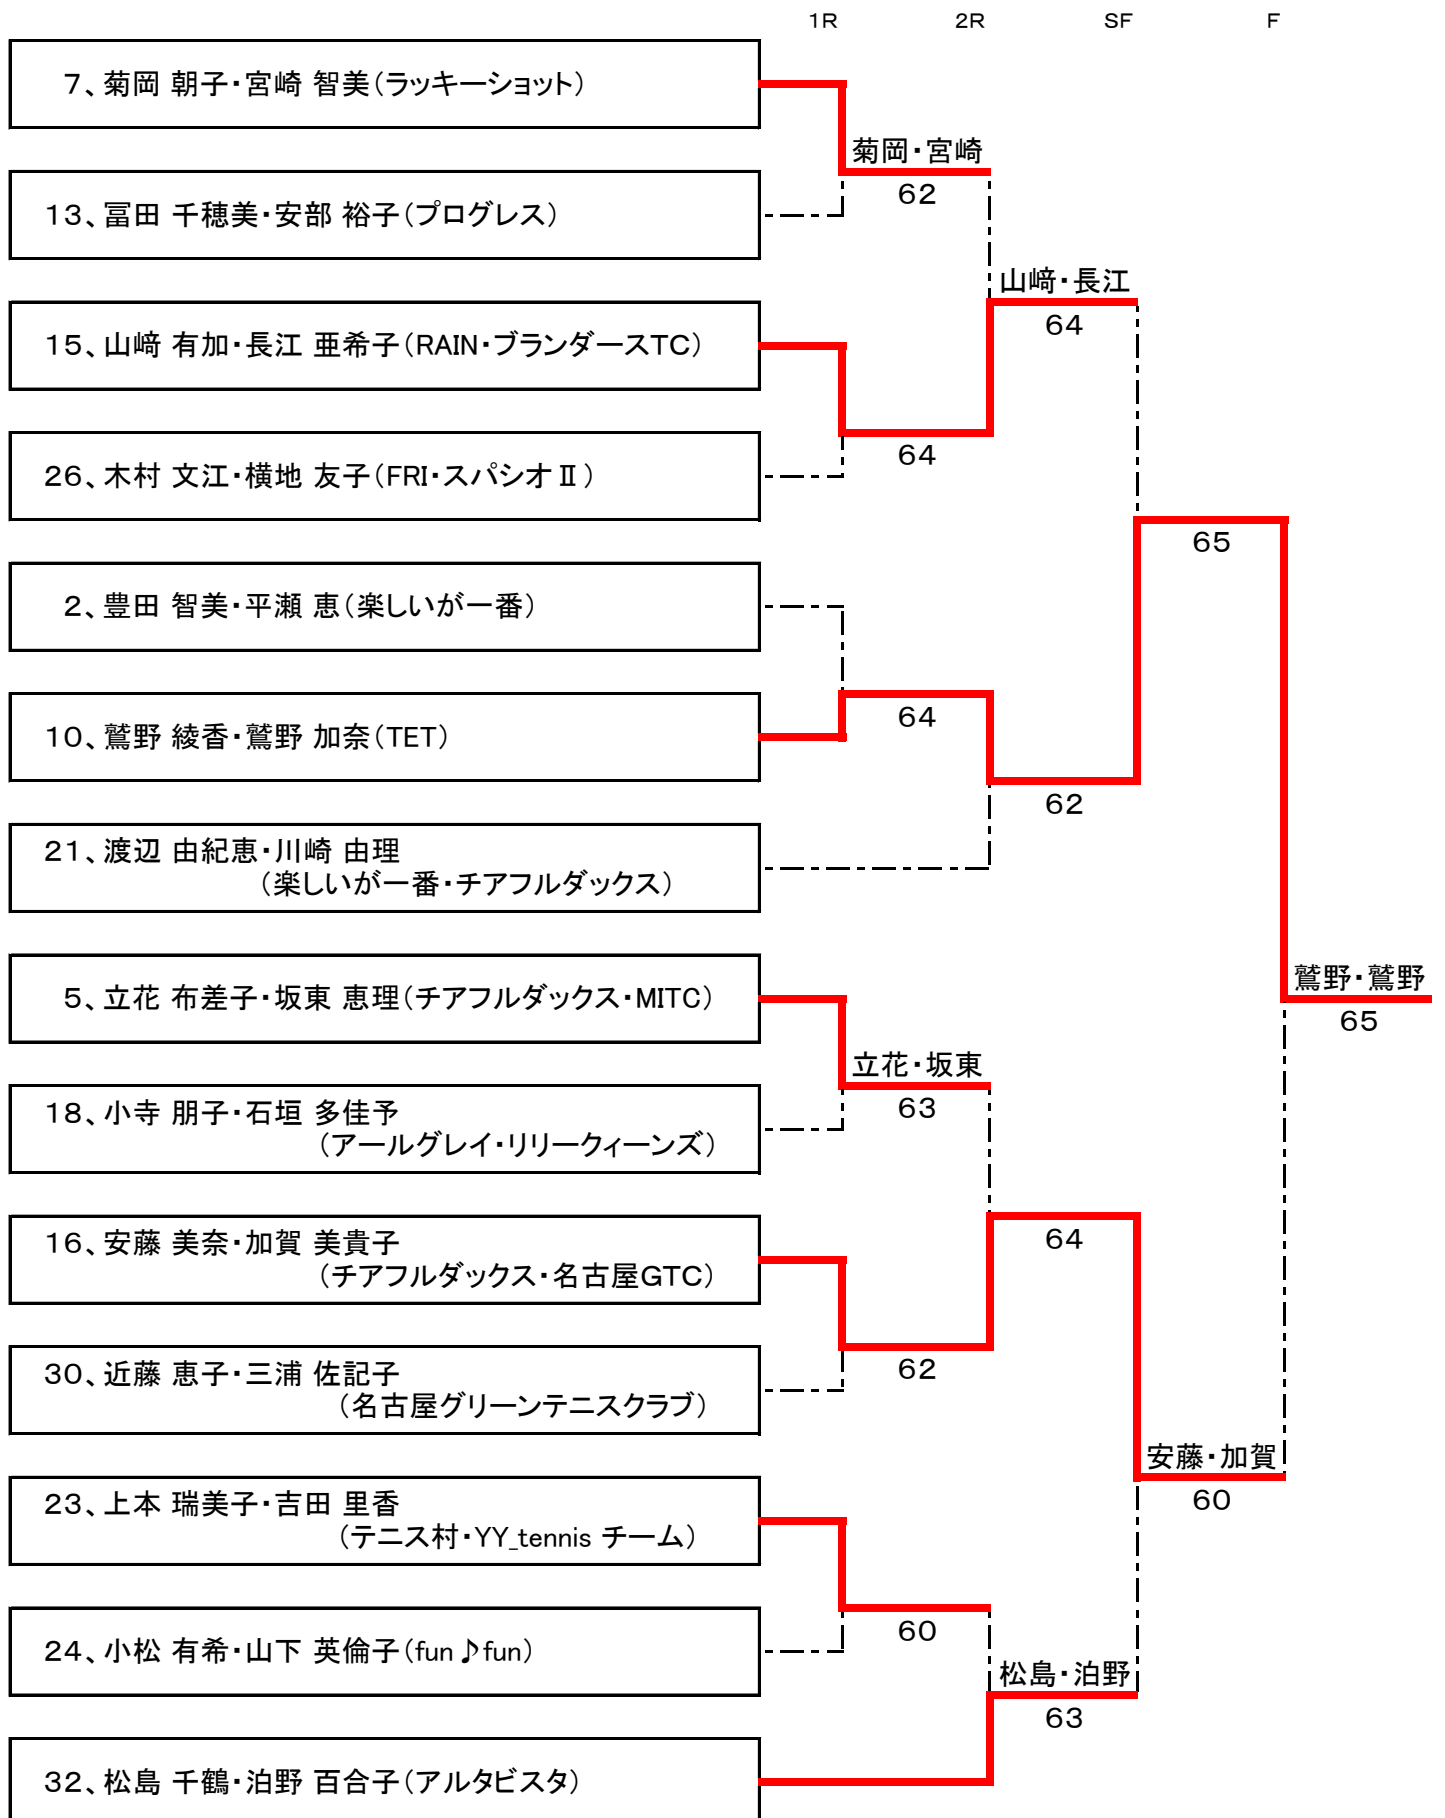 1R 2R SF F
7、菊岡 朝子・宮崎 智美（ラッキーショット）
菊岡・宮崎
62
13、冨田 千穂美・安部 裕子（プログレス）
山﨑・長江
64
15、山﨑 有加・長江 亜希子（RAIN・ブランダースTC）
64
26、木村 文江・横地 友子（FRI・スパシオⅡ）
65
2、豊田 智美・平瀬 恵（楽しいが一番）
64
10、鷲野 綾香・鷲野 加奈（TET）
62
21、渡辺 由紀恵・川崎 由理
（楽しいが一番・チアフルダックス）
5、立花 布差子・坂東 恵理（チアフルダックス・MITC）
鷲野・鷲野
65
立花・坂東
63
18、小寺 朋子・石垣 多佳予
（アールグレイ・リリークィーンズ）
16、安藤 美奈・加賀 美貴子
64
（チアフルダックス・名古屋GTC）
62
30、近藤 恵子・三浦 佐記子
（名古屋グリーンテニスクラブ）
安藤・加賀
60
23、上本 瑞美子・吉田 里香
（テニス村・YY_tennis チーム）
60
24、小松 有希・山下 英倫子（fun♪fun）
松島・泊野
63
32、松島 千鶴・泊野 百合子（アルタビスタ）